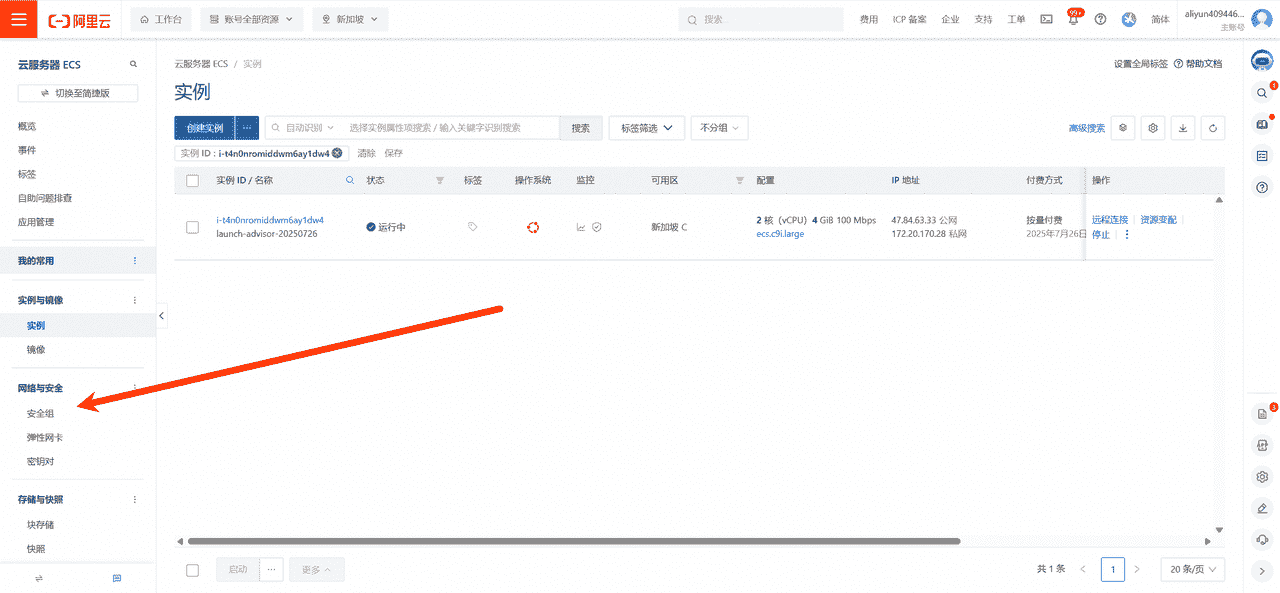 阿里云 工作台 账号全部资源 新加坡 搜索... 费用 ICP 备案 企业 支持 工单 99+ 简体 aliyun409446...
主账号
云服务器 ECS
切换至简捷版
概览
事件
标签
自助问题排查
应用管理
我的常用
实例与镜像
实例
镜像
网络与安全
安全组
弹性网卡
密钥对
存储与快照
块存储
快照
云服务器 ECS / 实例
设置全局标签 帮助文档
实例
创建实例 ... 自动识别 选择实例属性项搜索 / 输入关键字识别搜索 搜索 标签筛选 不分组 高级搜索
实例 ID : i-t4n0nromiddwm6ay1dw4 清除 保存
实例 ID / 名称 状态 标签 操作系统 监控 可用区 配置 IP 地址 付费方式 操作
i-t4n0nromiddwm6ay1dw4
launch-advisor-20250726
运行中
新加坡 C
2 核（vCPU） 4 GiB 100 Mbps
ecs.c9i.large
47.84.63.33 公网
172.20.170.28 私网
按量付费
2025年7月26日
远程连接 资源变配
停止
启动 ... 更多
共 1 条 1 20 条/页
1
3